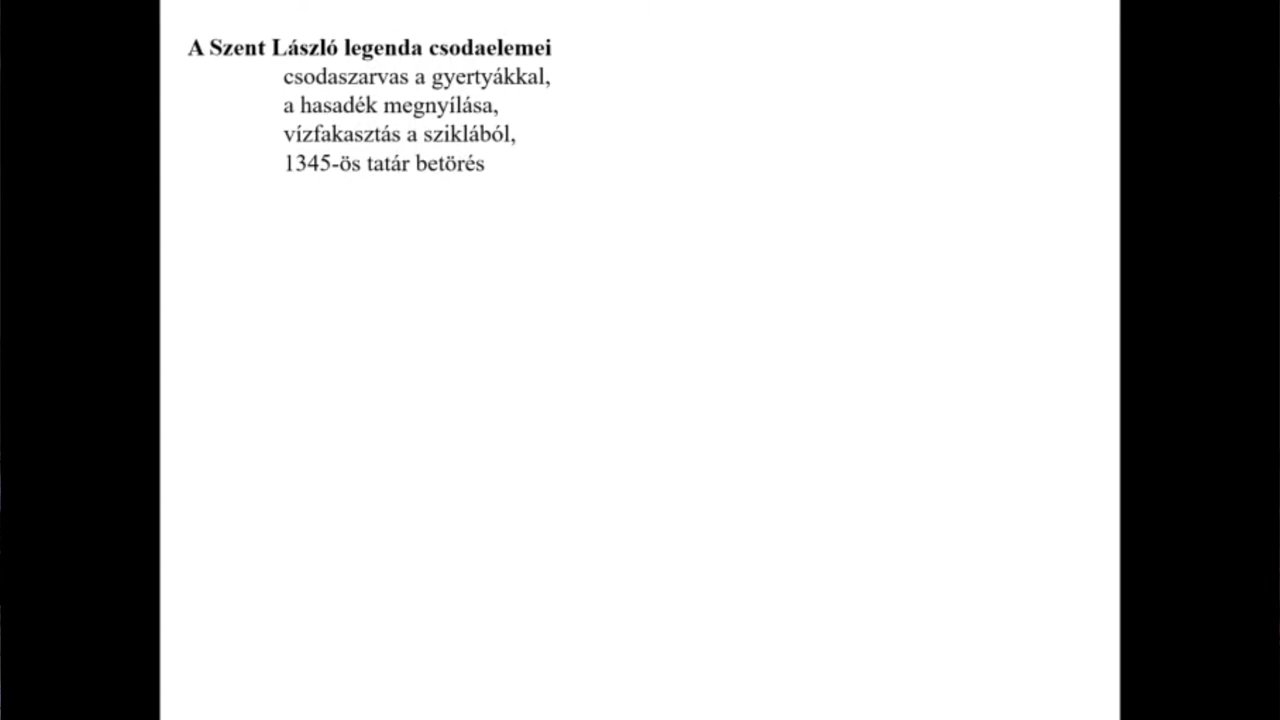 A Szent László legenda csodaelemei
csodaszarvas a gyertyákkal,
a hasadék megnyílása,
vízfakasztás a sziklából,
1345-ös tatár betörés